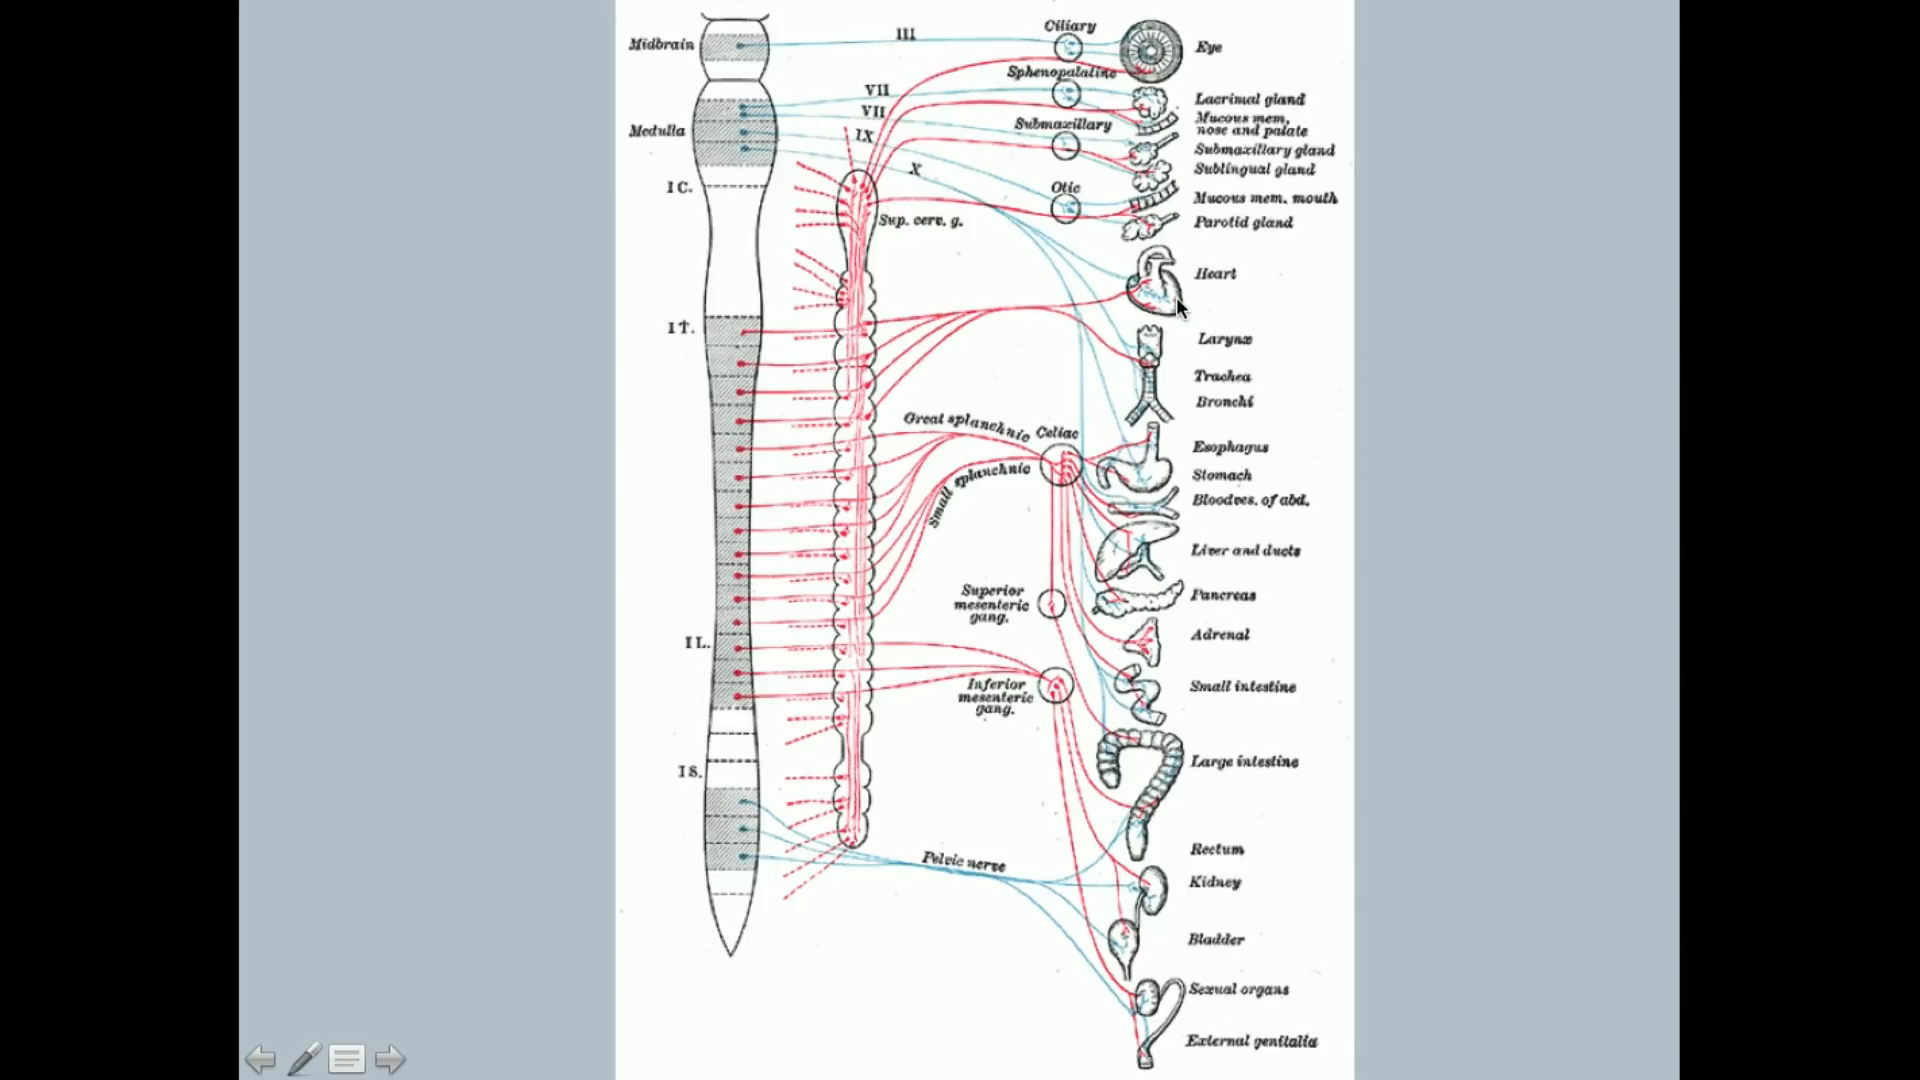 Ciliary
Midbrain
III
Eye
Sphenopalatine
VII
Lacrimal gland
VII
Mucous mem.
nose and palate
Medulla
Submaxillary
IX
Submaxillary gland
X
Sublingual gland
I C.
Otic
Mucous mem. mouth
Sup. cerv. g.
Parotid gland
Heart
I T.
Larynx
Trachea
Bronchi
Great splanchnic
Celiac
Esophagus
Small splanchnic
Stomach
Bloodves. of abd.
Liver and ducts
Superior
mesenteric
gang.
Pancreas
I L.
Adrenal
Inferior
mesenteric
gang.
Small intestine
I S.
Large intestine
Rectum
Pelvic nerve
Kidney
Bladder
Sexual organs
External genitalia